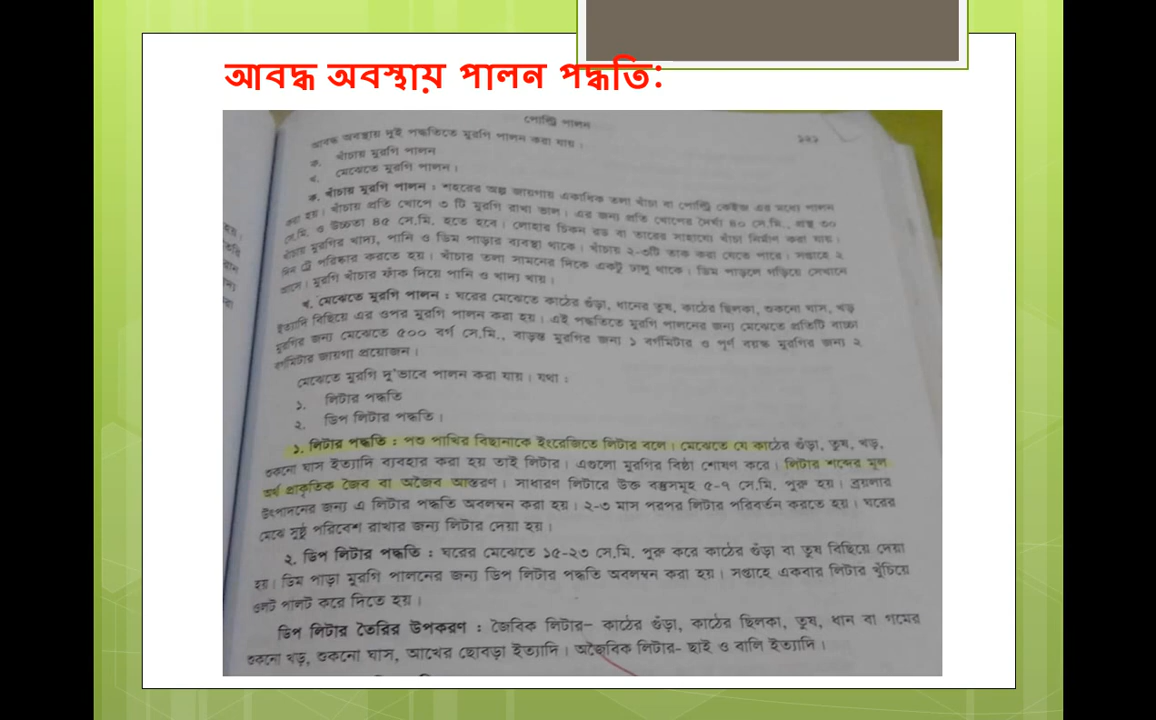 আবদ্ধ অবস্থায় পালন পদ্ধতি:
পোল্ট্রি পালন ১২১
আবদ্ধ অবস্থায় দুই পদ্ধতিতে মুরগি পালন করা যায়।
ক. খাঁচায় মুরগি পালন
খ. মেঝেতে মুরগি পালন।
ক. খাঁচায় মুরগি পালন : শহরের অল্প জায়গায় একাধিক তলা খাঁচা বা পোল্ট্রি কেইজ এর মধ্যে পালন
করা হয়। খাঁচায় প্রতি খোপে ৩ টি মুরগি রাখা ভাল। এর জন্য প্রতি খোপের দৈর্ঘ্য ৪০ সে.মি., প্রস্থ ৩০
সে.মি. ও উচ্চতা ৪৫ সে.মি. হতে হবে। লোহার চিকন রড বা তারের সাহায্যে খাঁচা নির্মাণ করা যায়।
খাঁচায় মুরগির খাদ্য, পানি ও ডিম পাড়ার ব্যবস্থা থাকে। খাঁচায় ২-৩টি তাক করা যেতে পারে। সপ্তাহে ২
দিন ট্রে পরিষ্কার করতে হয়। খাঁচার তলা সামনের দিকে একটু ঢালু থাকে। ডিম পাড়লে গড়িয়ে সেখানে
আসে। মুরগি খাঁচার ফাঁক দিয়ে পানি ও খাদ্য খায়।
খ. মেঝেতে মুরগি পালন : ঘরের মেঝেতে কাঠের গুঁড়া, ধানের তুষ, কাঠের ছিলকা, শুকনো ঘাস, খড়
ইত্যাদি বিছিয়ে এর ওপর মুরগি পালন করা হয়। এই পদ্ধতিতে মুরগি পালনের জন্য মেঝেতে প্রতিটি বাচ্চা
মুরগির জন্য মেঝেতে ৫০০ বর্গ সে.মি., বাড়ন্ত মুরগির জন্য ১ বর্গমিটার ও পূর্ণ বয়স্ক মুরগির জন্য ২
বর্গমিটার জায়গা প্রয়োজন।
মেঝেতে মুরগি দু'ভাবে পালন করা যায়। যথা :
১. লিটার পদ্ধতি
২. ডিপ লিটার পদ্ধতি।
১. লিটার পদ্ধতি : পশু পাখির বিছানাকে ইংরেজিতে লিটার বলে। মেঝেতে যে কাঠের গুঁড়া, তুষ, খড়,
শুকনো ঘাস ইত্যাদি ব্যবহার করা হয় তাই লিটার। এগুলো মুরগির বিষ্ঠা শোষণ করে। লিটার শব্দের মূল
অর্থ প্রাকৃতিক জৈব বা অজৈব আস্তরণ। সাধারণ লিটারে উক্ত বস্তুসমূহ ৫-৭ সে.মি. পুরু হয়। ব্রয়লার
উৎপাদনের জন্য এ লিটার পদ্ধতি অবলম্বন করা হয়। ২-৩ মাস পরপর লিটার পরিবর্তন করতে হয়। ঘরের
মেঝে সুষ্ঠু পরিবেশ রাখার জন্য লিটার দেয়া হয়।
২. ডিপ লিটার পদ্ধতি : ঘরের মেঝেতে ১৫-২৩ সে.মি. পুরু করে কাঠের গুঁড়া বা তুষ বিছিয়ে দেয়া
হয়। ডিম পাড়া মুরগি পালনের জন্য ডিপ লিটার পদ্ধতি অবলম্বন করা হয়। সপ্তাহে একবার লিটার খুঁচিয়ে
ওলট পালট করে দিতে হয়।
ডিপ লিটার তৈরির উপকরণ : জৈবিক লিটার– কাঠের গুঁড়া, কাঠের ছিলকা, তুষ, ধান বা গমের
শুকনো খড়, শুকনো ঘাস, আখের ছোবড়া ইত্যাদি। অজৈবিক লিটার- ছাই ও বালি ইত্যাদি।